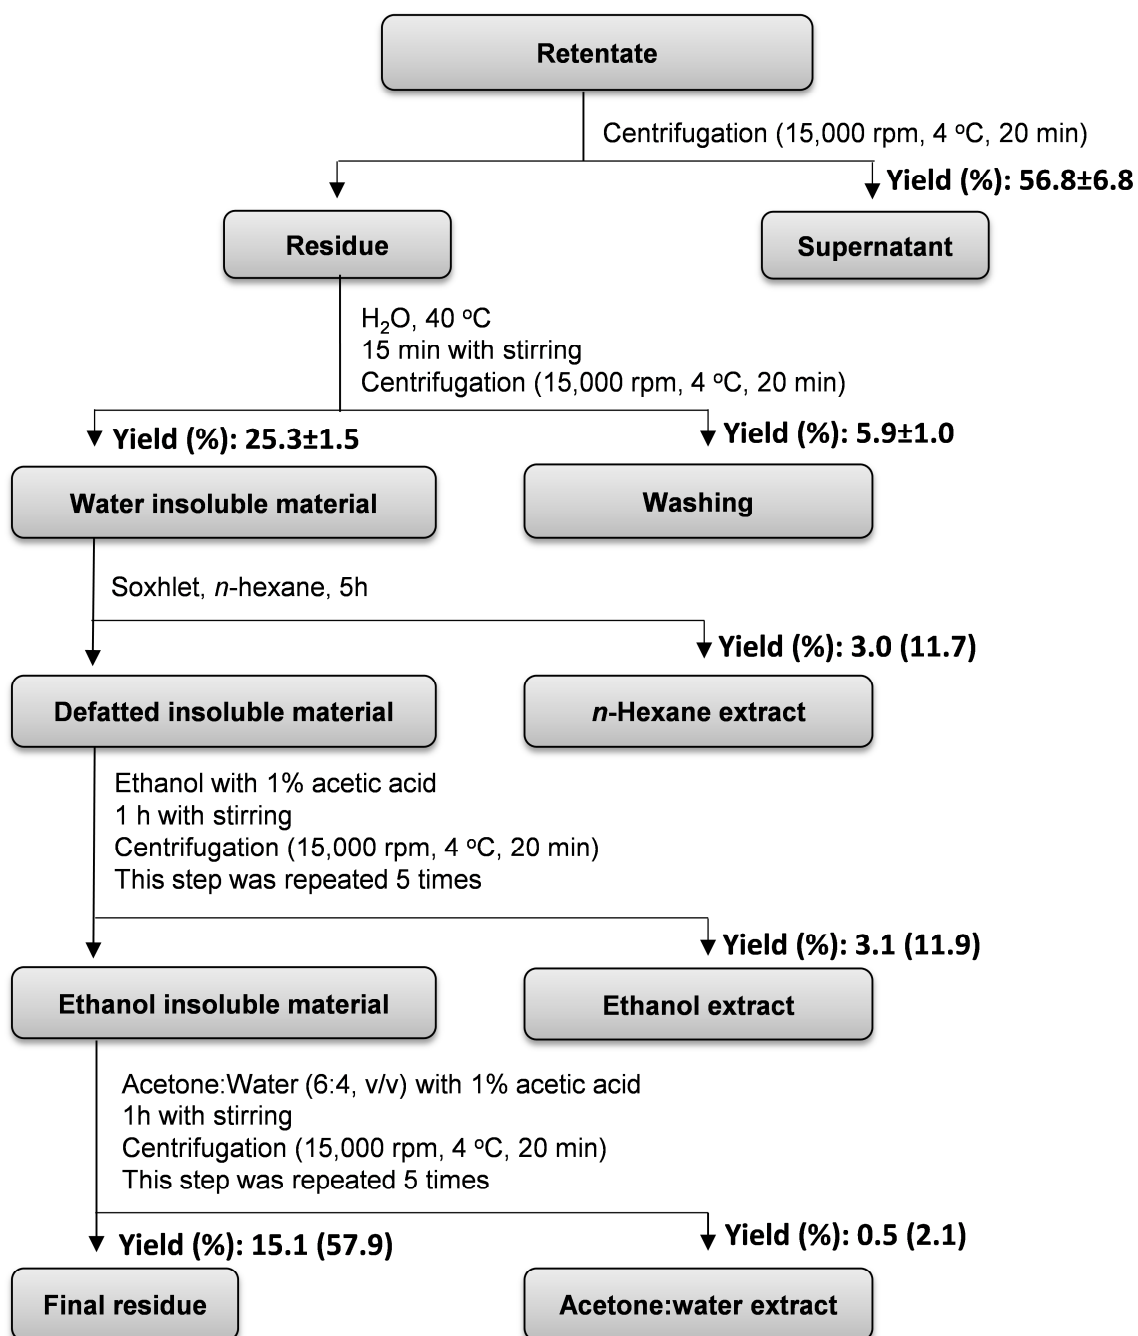 Retentate
Centrifugation (15,000 rpm, 4 ºC, 20 min)
Yield (%): 56.8±6.8
Residue
Supernatant
H₂O, 40 ºC
15 min with stirring
Centrifugation (15,000 rpm, 4 ºC, 20 min)
Yield (%): 25.3±1.5
Yield (%): 5.9±1.0
Water insoluble material
Washing
Soxhlet, n-hexane, 5h
Yield (%): 3.0 (11.7)
Defatted insoluble material
n-Hexane extract
Ethanol with 1% acetic acid
1 h with stirring
Centrifugation (15,000 rpm, 4 ºC, 20 min)
This step was repeated 5 times
Yield (%): 3.1 (11.9)
Ethanol insoluble material
Ethanol extract
Acetone:Water (6:4, v/v) with 1% acetic acid
1h with stirring
Centrifugation (15,000 rpm, 4 ºC, 20 min)
This step was repeated 5 times
Yield (%): 15.1 (57.9)
Yield (%): 0.5 (2.1)
Final residue
Acetone:water extract